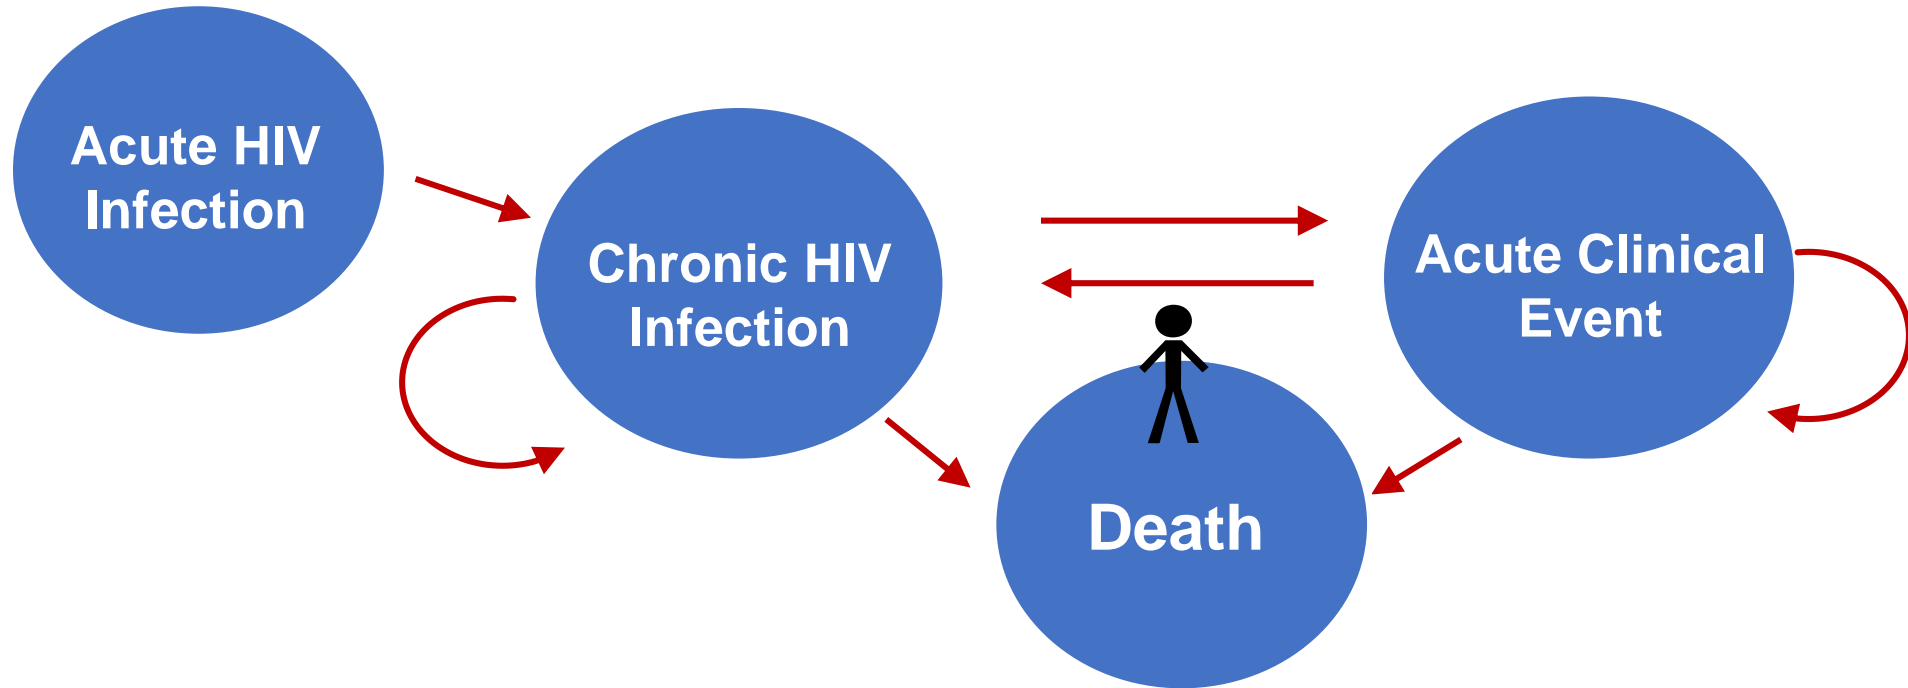 Acute HIV
Infection
Chronic HIV
Infection
Acute Clinical
Event
Death